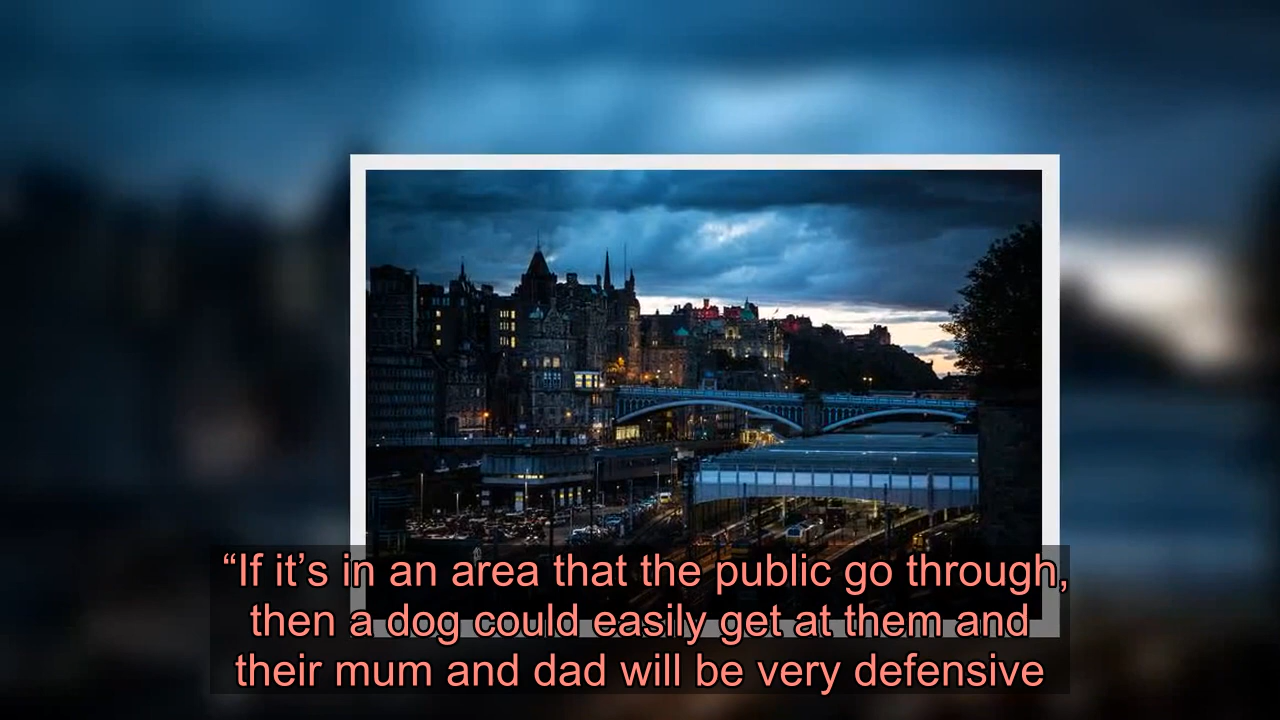 “If it’s in an area that the public go through,
then a dog could easily get at them and
their mum and dad will be very defensive